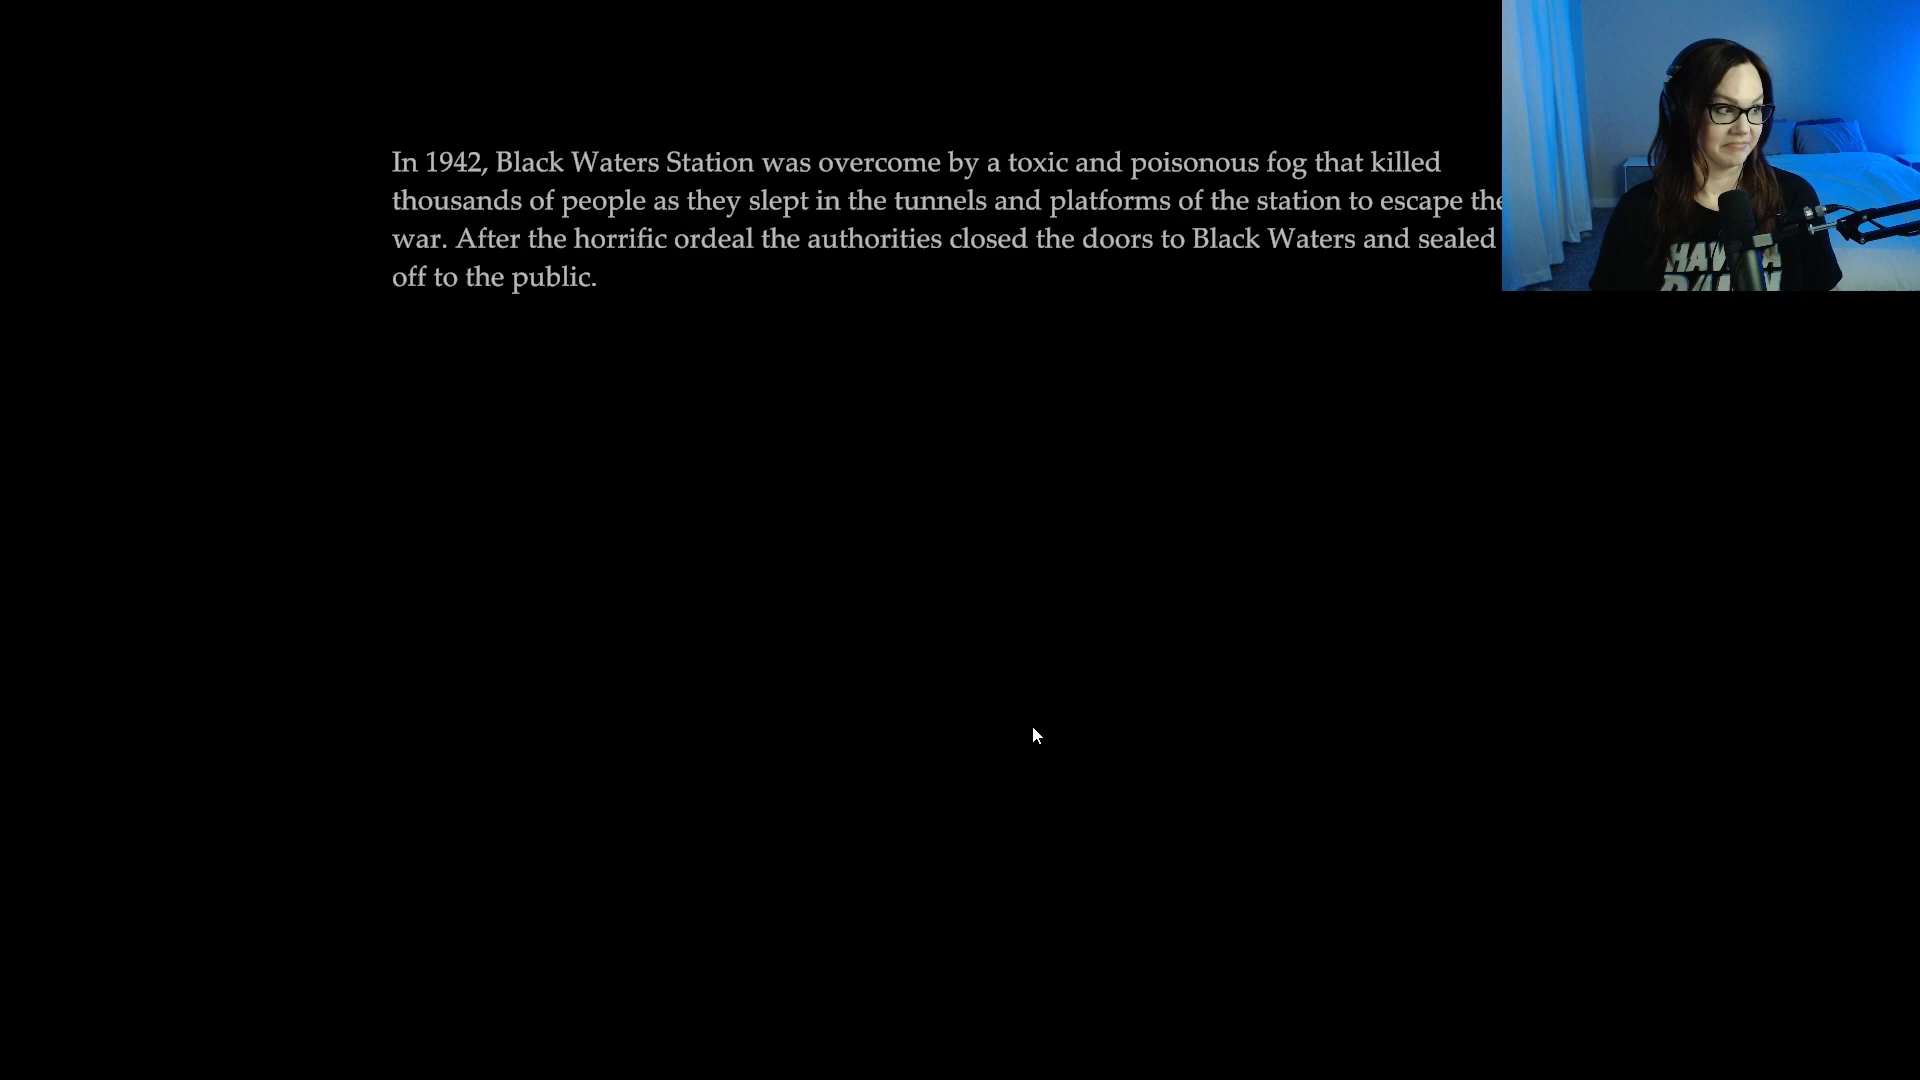 In 1942, Black Waters Station was overcome by a toxic and poisonous fog that killed
thousands of people as they slept in the tunnels and platforms of the station to escape the
war. After the horrific ordeal the authorities closed the doors to Black Waters and sealed
off to the public.
HAV A